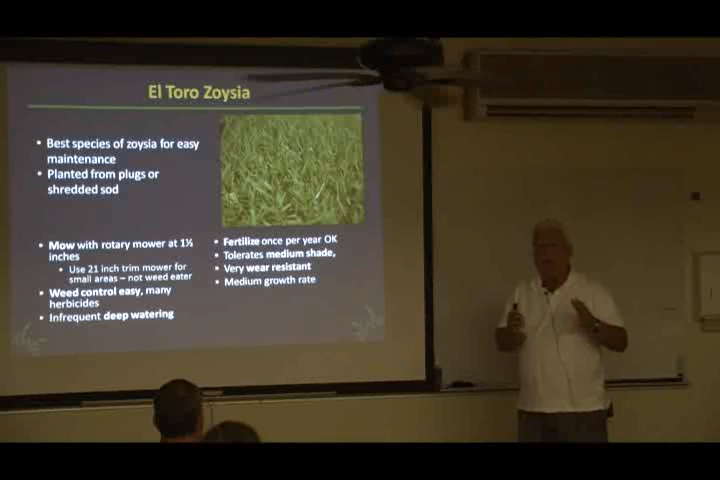 El Toro Zoysia
• Best species of zoysia for easy
maintenance
• Planted from plugs or
shredded sod
• Mow with rotary mower at 1½
inches
• Use 21 inch trim mower for
small areas – not weed eater
• Weed control easy, many
herbicides
• Infrequent deep watering
• Fertilize once per year OK
• Tolerates medium shade,
• Very wear resistant
• Medium growth rate